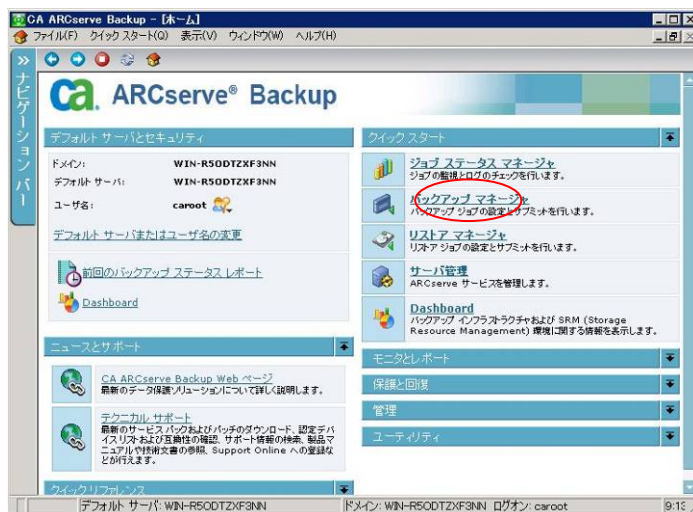 CA ARCserve Backup - [ホーム]
ファイル(F) クイック スタート(Q) 表示(V) ウィンドウ(W) ヘルプ(H)
ナビゲーション バー
ca. ARCserve® Backup
デフォルト サーバとセキュリティ
ドメイン: WIN-R5ODTZXF3NN
デフォルト サーバ: WIN-R5ODTZXF3NN
ユーザ名: caroot
デフォルト サーバまたはユーザ名の変更
前回のバックアップ ステータス レポート
Dashboard
ニュースとサポート
CA ARCserve Backup Web ページ
最新のデータ保護ソリューションについて詳しく説明します。
テクニカル サポート
最新のサービス パックおよびパッチのダウンロード、認定デバ
イス リストおよび互換性の確認、サポート情報の検索、製品マ
ニュアルや技術文書の参照、Support Online への登録な
どが行えます。
クイック リファレンス
クイック スタート
ジョブ ステータス マネージャ
ジョブの監視とログのチェックを行います。
バックアップ マネージャ
バックアップ ジョブの設定とサブミットを行います。
リストア マネージャ
リストア ジョブの設定とサブミットを行います。
サーバ管理
ARCserve サービスを管理します。
Dashboard
バックアップ インフラストラクチャおよび SRM (Storage
Resource Management) 環境に関する情報を表示します。
モニタとレポート
保護と回復
管理
ユーティリティ
デフォルト サーバ: WIN-R5ODTZXF3NN
ドメイン: WIN-R5ODTZXF3NN ログオン: caroot